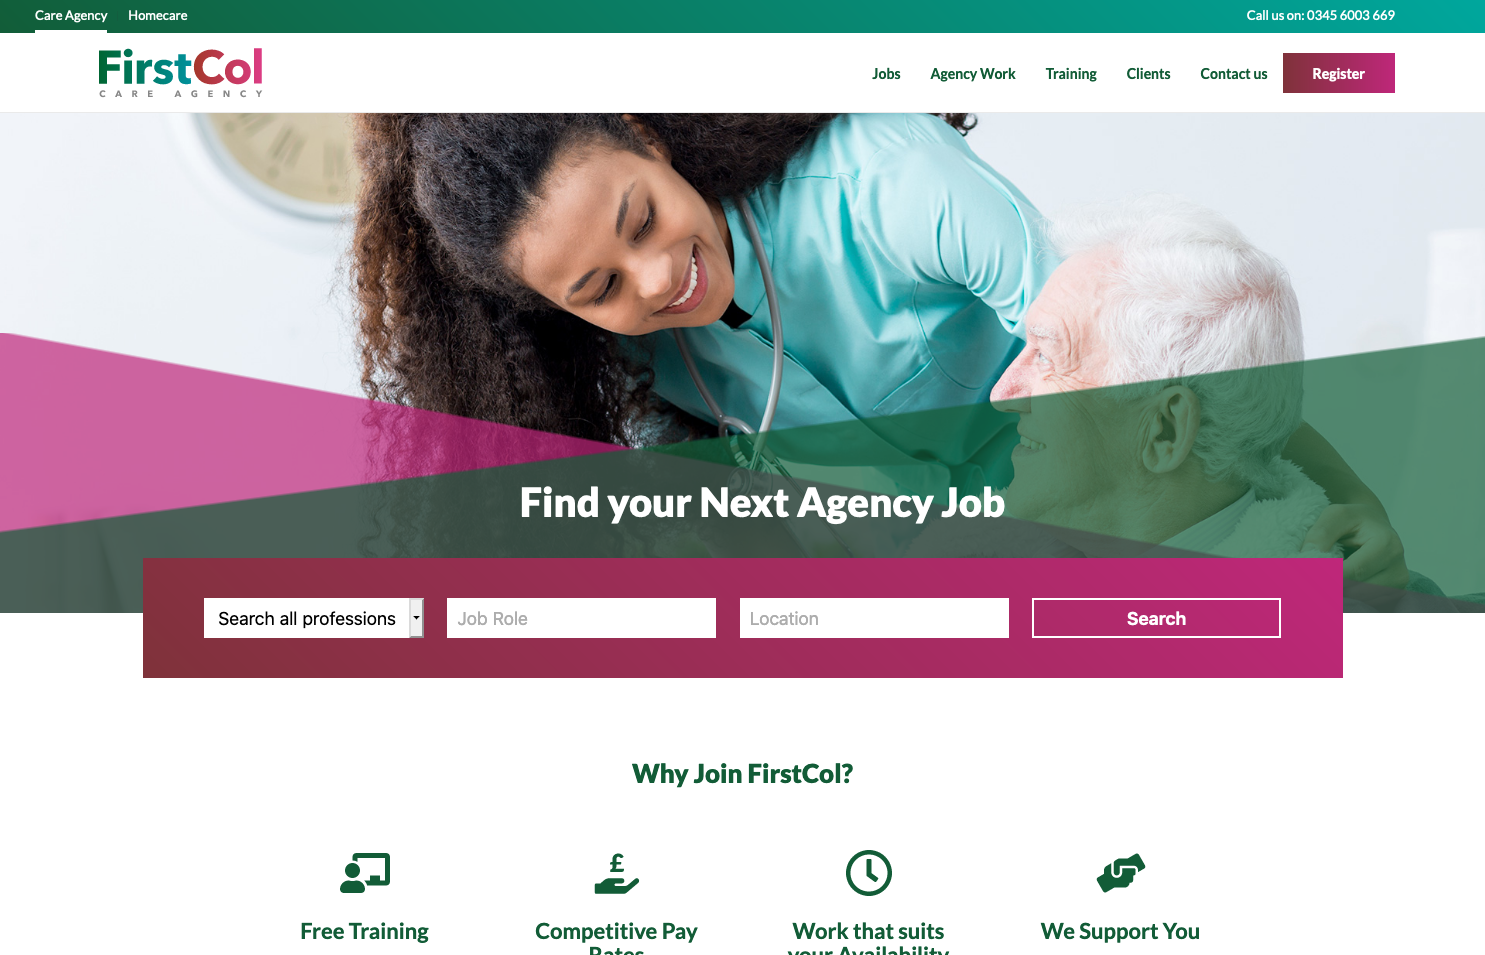 Care Agency Homecare Call us on: 0345 6003 669
FirstCol
CARE AGENCY
Jobs Agency Work Training Clients Contact us Register
Find your Next Agency Job
Search all professions Job Role Location Search
Why Join FirstCol?
£
Free Training Competitive Pay Work that suits We Support You
Rates your Availability